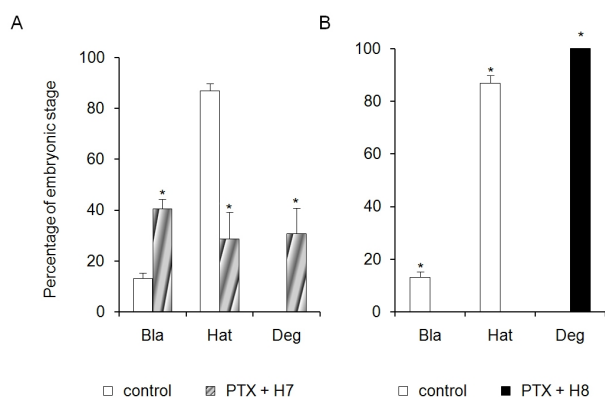 A
B
Percentage of embryonic stage
100
80
60
40
20
0
*
*
*
Bla
Hat
Deg
control
PTX + H7
100
80
60
40
20
0
*
*
*
Bla
Hat
Deg
control
PTX + H8